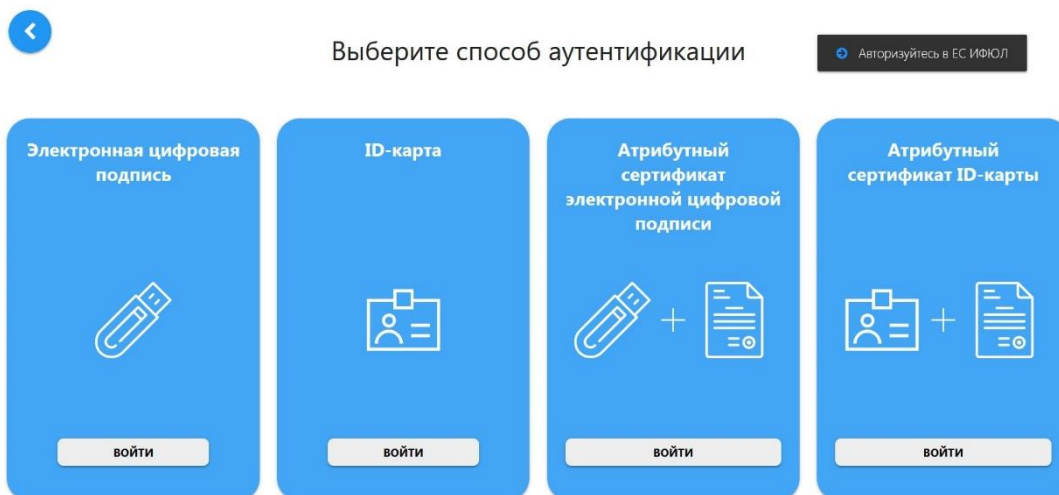 Выберите способ аутентификации
Авторизуйтесь в ЕС ИФЮЛ
Электронная цифровая
подпись
ВОЙТИ
ID-карта
ВОЙТИ
Атрибутный
сертификат
электронной цифровой
подписи
ВОЙТИ
Атрибутный
сертификат ID-карты
ВОЙТИ